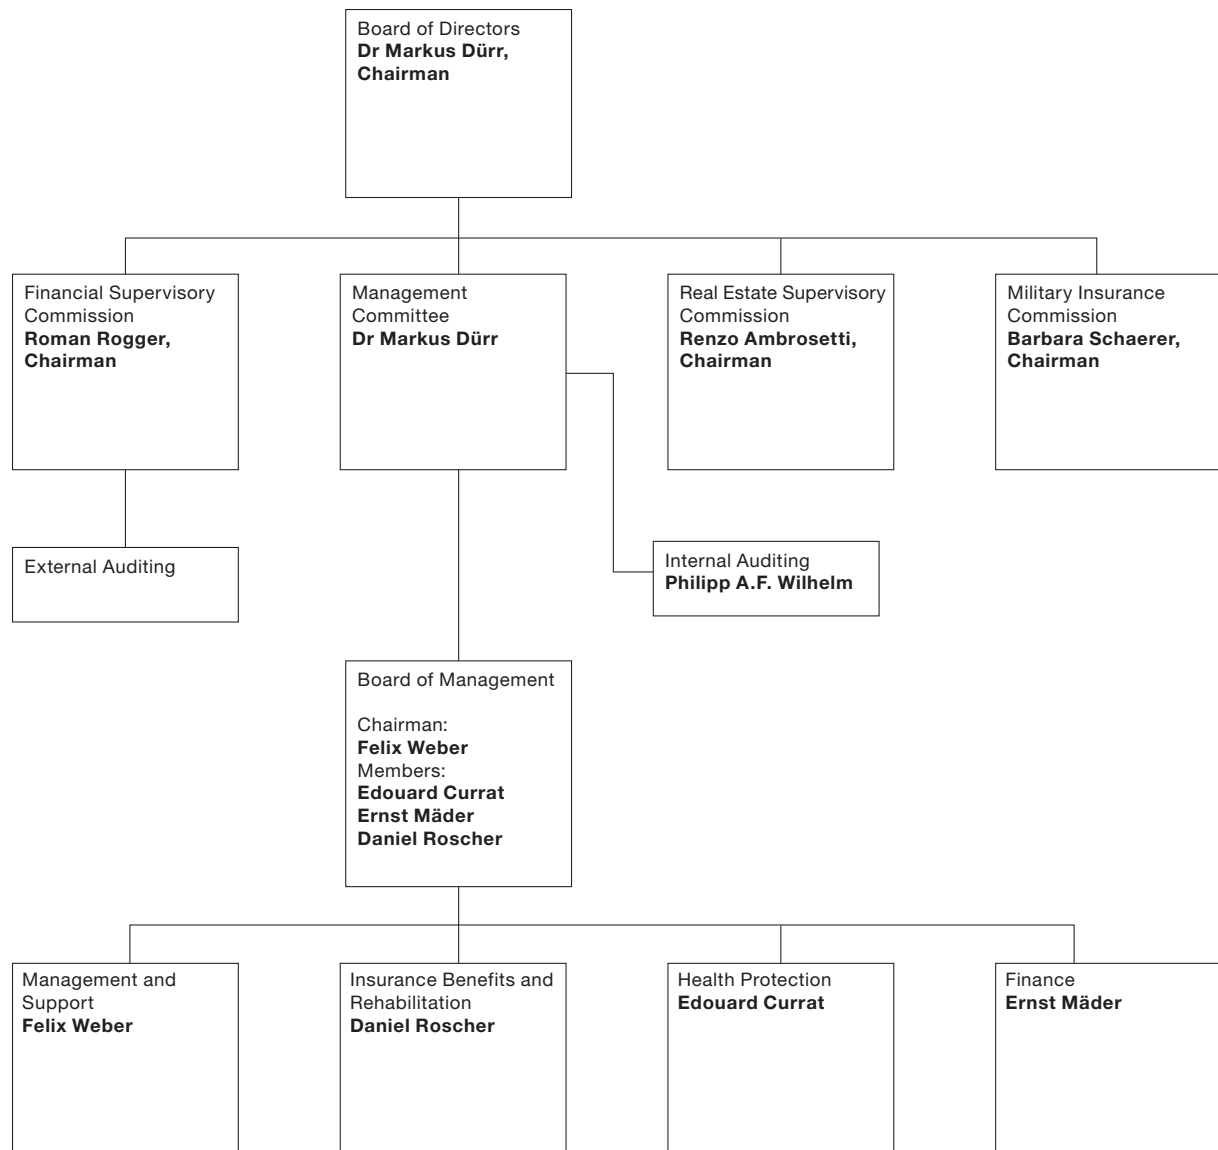 Board of Directors
Dr Markus Dürr,
Chairman
Financial Supervisory
Commission
Roman Rogger,
Chairman
Management
Committee
Dr Markus Dürr
Real Estate Supervisory
Commission
Renzo Ambrosetti,
Chairman
Military Insurance
Commission
Barbara Schaerer,
Chairman
External Auditing
Internal Auditing
Philipp A.F. Wilhelm
Board of Management
Chairman:
Felix Weber
Members:
Edouard Currat
Ernst Mäder
Daniel Roscher
Management and
Support
Felix Weber
Insurance Benefits and
Rehabilitation
Daniel Roscher
Health Protection
Edouard Currat
Finance
Ernst Mäder